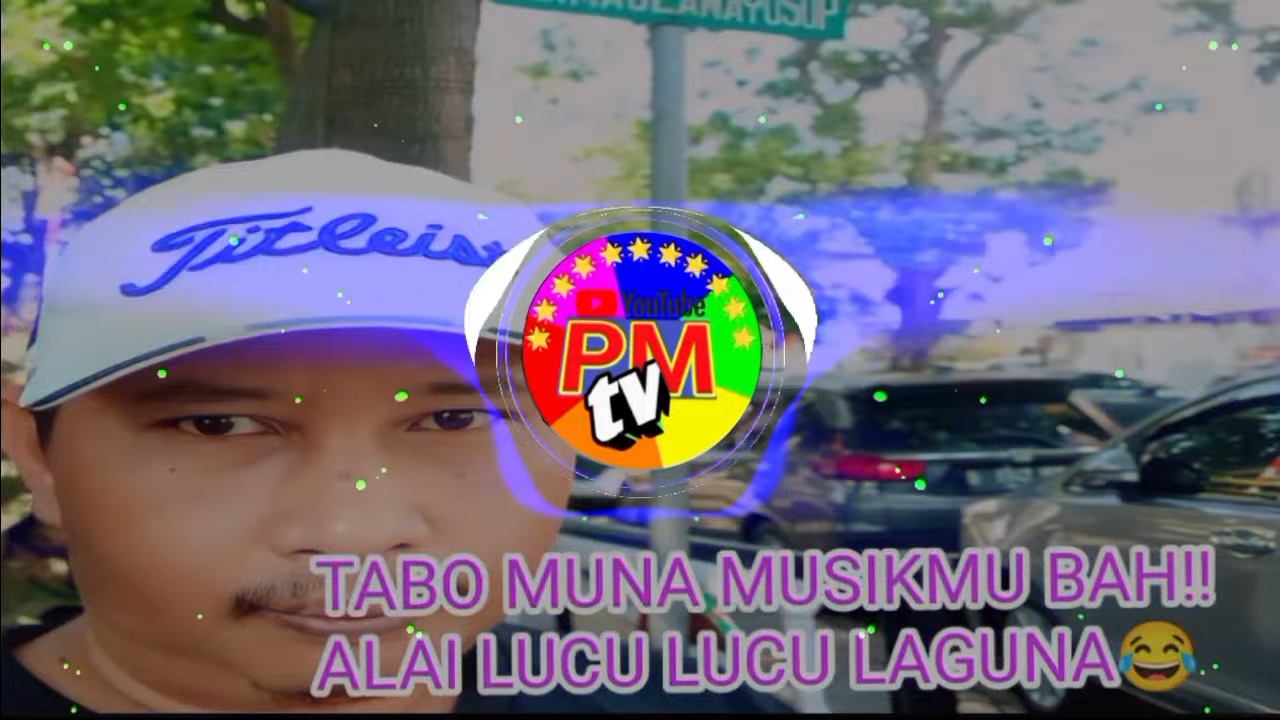 Titleist
YouTube
PM
tv
TABO MUNA MUSIKMU BAH!!
ALAI LUCU LUCU LAGUNA😂